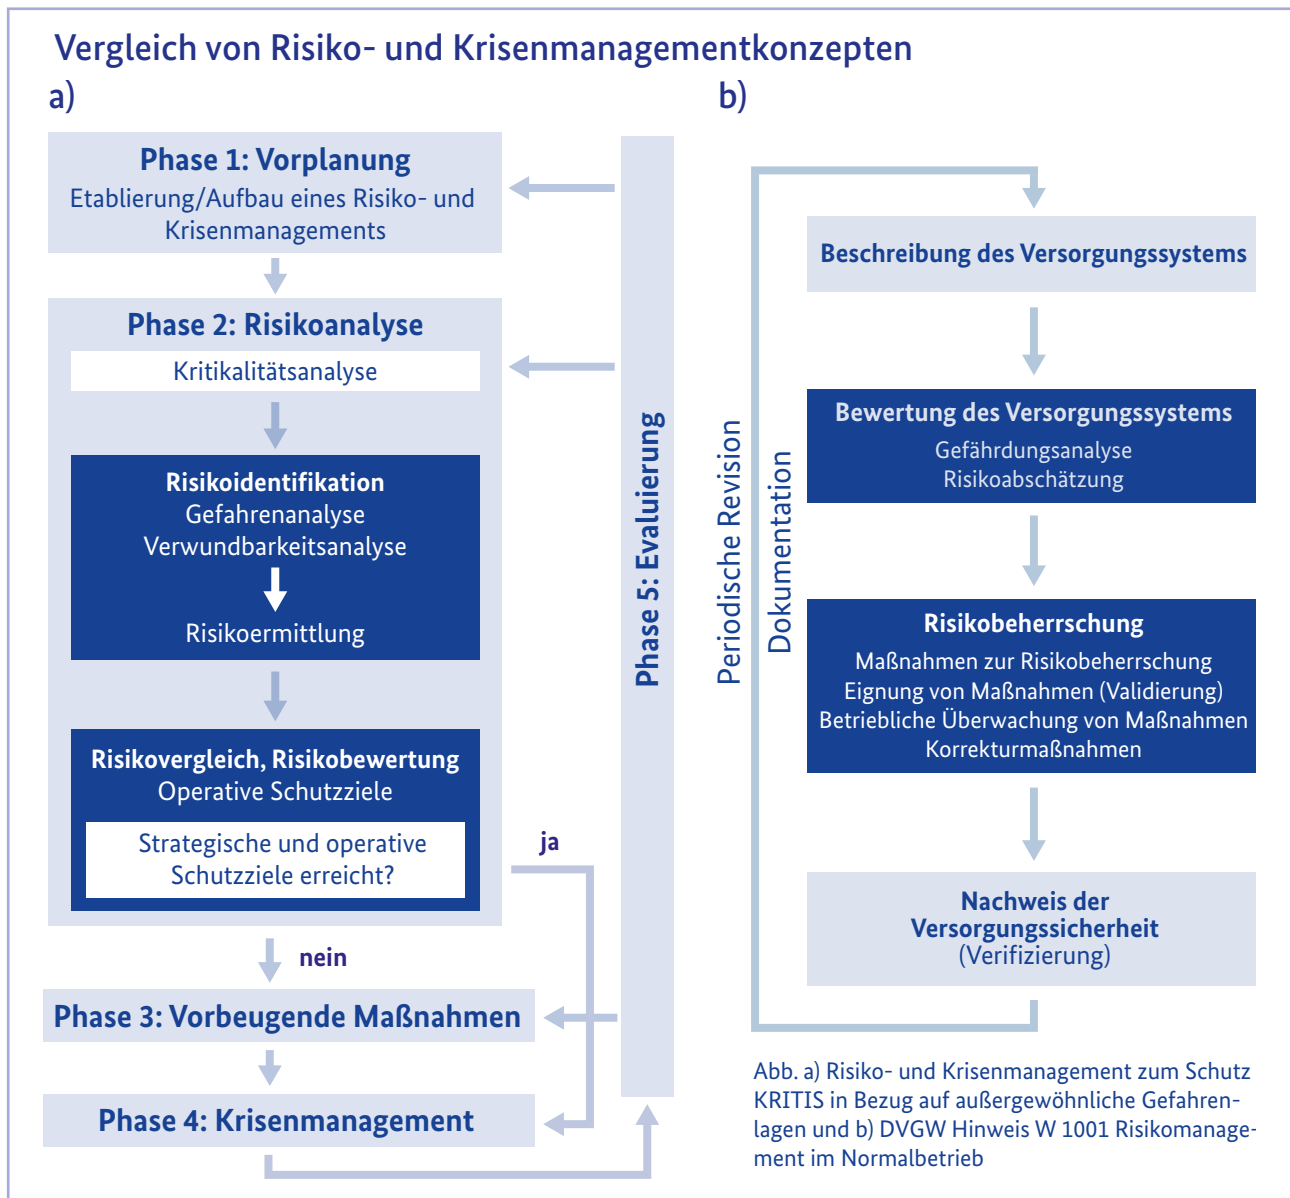 Vergleich von Risiko- und Krisenmanagementkonzepten
a)
Phase 1: Vorplanung
Etablierung/Aufbau eines Risiko- und
Krisenmanagements
Phase 2: Risikoanalyse
Kritikalitätsanalyse
Risikoidentifikation
Gefahrenanalyse
Verwundbarkeitsanalyse
Risikoermittlung
Risikovergleich, Risikobewertung
Operative Schutzziele
Strategische und operative
Schutzziele erreicht?
ja
nein
Phase 3: Vorbeugende Maßnahmen
Phase 4: Krisenmanagement
Phase 5: Evaluierung
b)
Periodische Revision
Dokumentation
Beschreibung des Versorgungssystems
Bewertung des Versorgungssystems
Gefährdungsanalyse
Risikoabschätzung
Risikobeherrschung
Maßnahmen zur Risikobeherrschung
Eignung von Maßnahmen (Validierung)
Betriebliche Überwachung von Maßnahmen
Korrekturmaßnahmen
Nachweis der
Versorgungssicherheit
(Verifizierung)
Abb. a) Risiko- und Krisenmanagement zum Schutz
KRITIS in Bezug auf außergewöhnliche Gefahren-
lagen und b) DVGW Hinweis W 1001 Risikomanage-
ment im Normalbetrieb